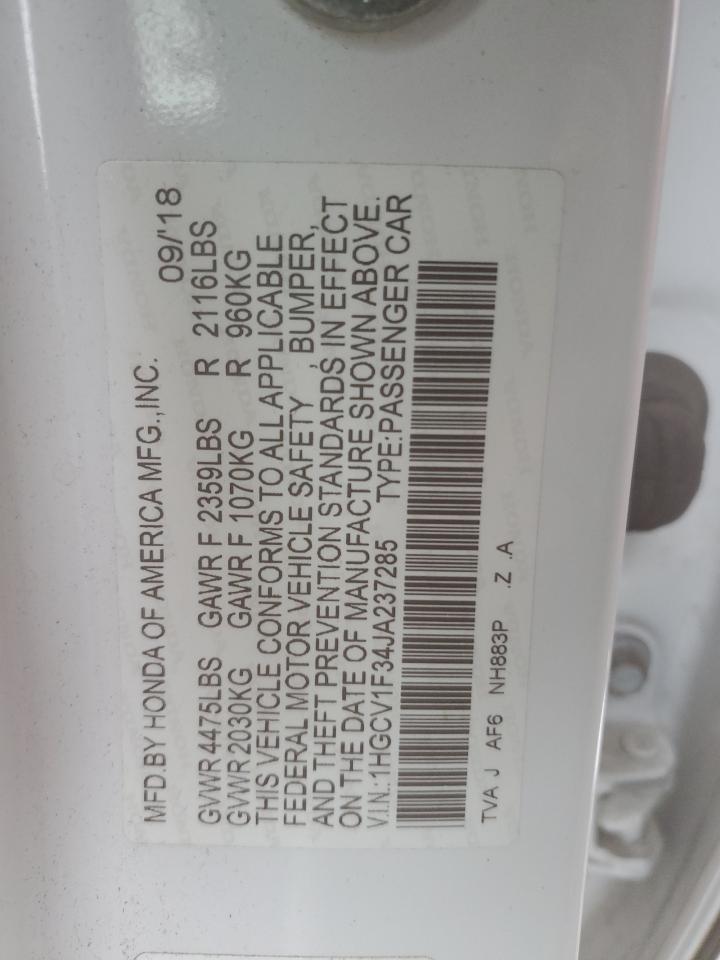 MFD.BY HONDA OF AMERICA MFG.,INC. 09/'18
GVWR 4475LBS GAWR F 2359LBS R 2116LBS
GVWR 2030KG GAWR F 1070KG R 960KG
THIS VEHICLE CONFORMS TO ALL APPLICABLE
FEDERAL MOTOR VEHICLE SAFETY , BUMPER,
AND THEFT PREVENTION STANDARDS IN EFFECT
ON THE DATE OF MANUFACTURE SHOWN ABOVE.
V.I.N.:1HGCV1F34JA237285 TYPE:PASSENGER CAR
TVA J AF6 NH883P .Z .A